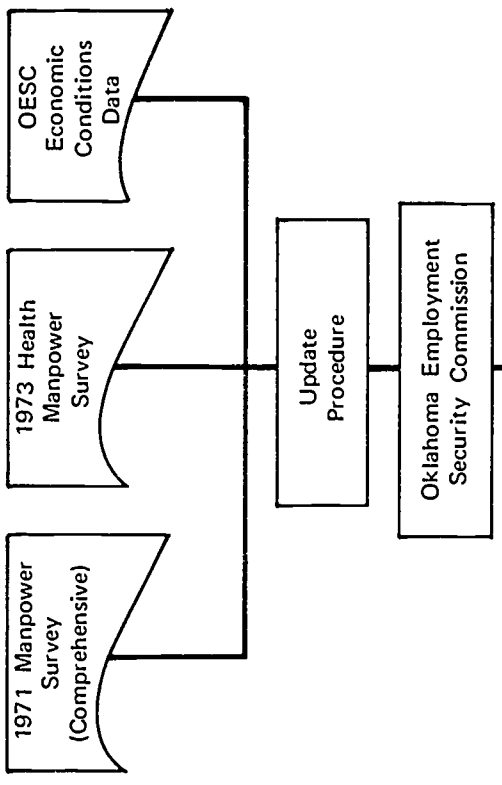 1971 Manpower
Survey
(Comprehensive)
1973 Health
Manpower
Survey
OESC
Economic
Conditions
Data
Update
Procedure
Oklahoma Employment
Security Commission